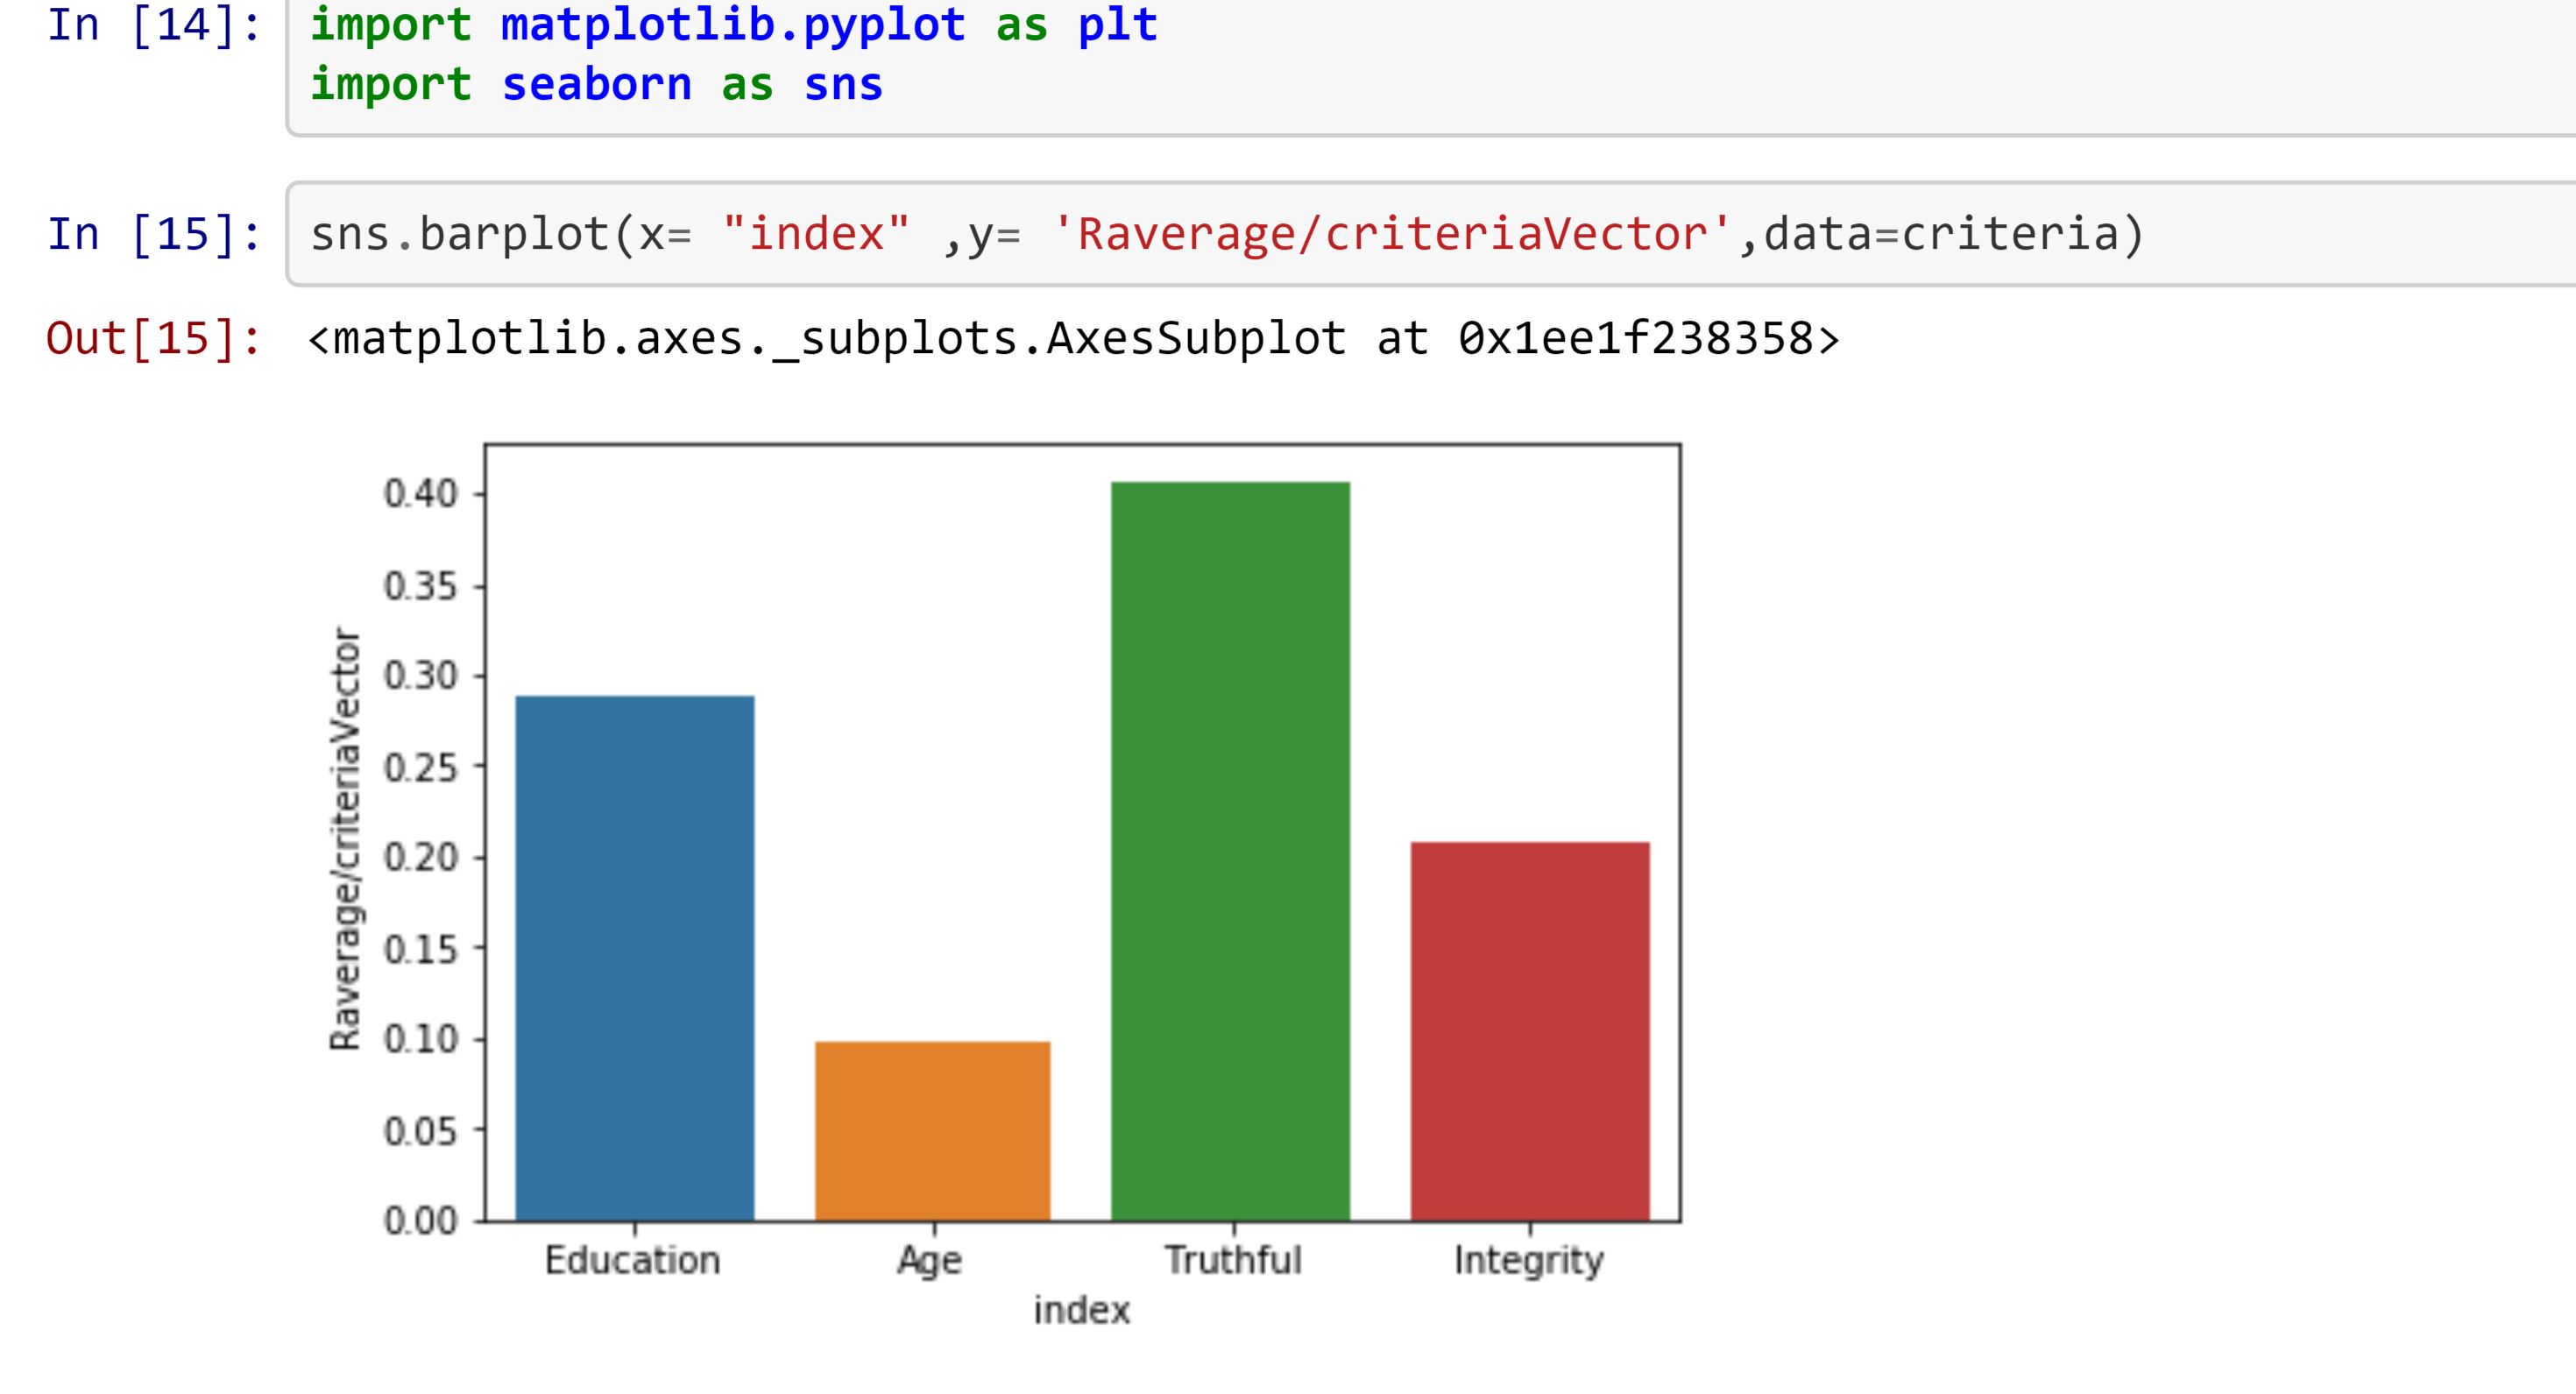 In [14]: import matplotlib.pyplot as plt
import seaborn as sns
In [15]: sns.barplot(x= "index" ,y= 'Raverage/criteriaVector',data=criteria)
Out[15]: <matplotlib.axes._subplots.AxesSubplot at 0x1ee1f238358>
Raverage/criteriaVector
0.40
0.35
0.30
0.25
0.20
0.15
0.10
0.05
0.00
Education Age Truthful Integrity
index